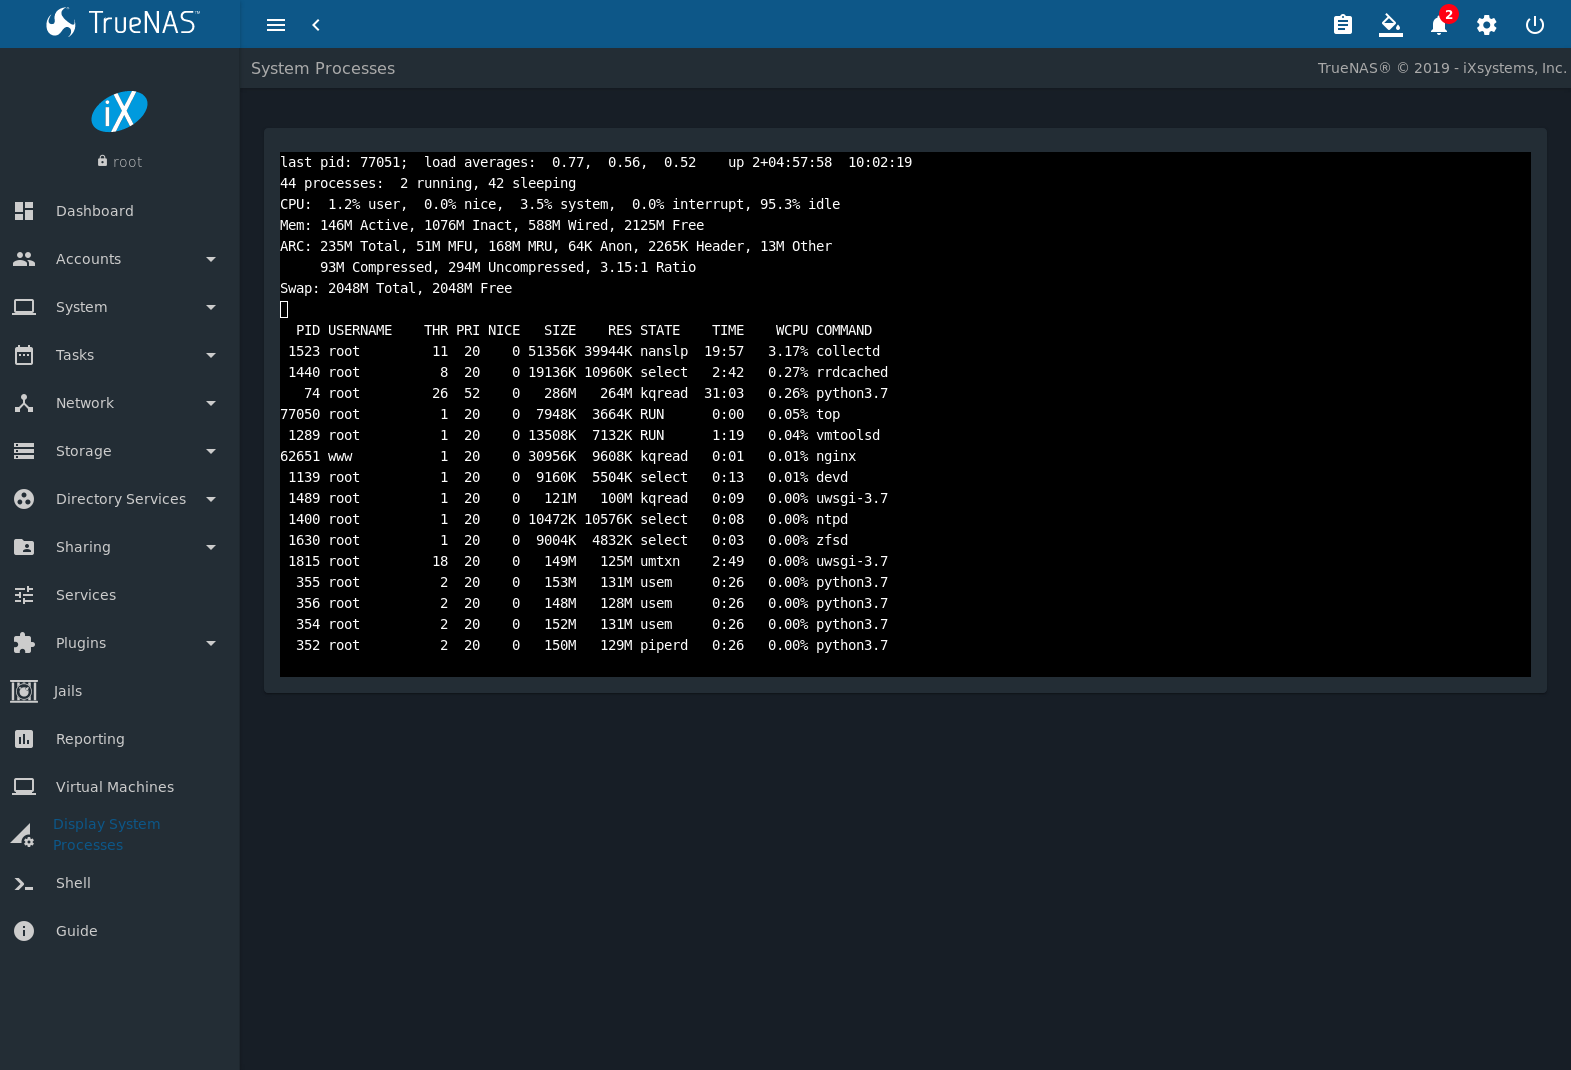 TrueNAS™
2
System Processes
TrueNAS® © 2019 - iXsystems, Inc.
iX
root
Dashboard
Accounts
System
Tasks
Network
Storage
Directory Services
Sharing
Services
Plugins
Jails
Reporting
Virtual Machines
Display System
Processes
Shell
Guide
last pid: 77051;  load averages:  0.77,  0.56,  0.52    up 2+04:57:58  10:02:19
44 processes:  2 running, 42 sleeping
CPU:  1.2% user,  0.0% nice,  3.5% system,  0.0% interrupt, 95.3% idle
Mem: 146M Active, 1076M Inact, 588M Wired, 2125M Free
ARC: 235M Total, 51M MFU, 168M MRU, 64K Anon, 2265K Header, 13M Other
     93M Compressed, 294M Uncompressed, 3.15:1 Ratio
Swap: 2048M Total, 2048M Free
  PID USERNAME    THR PRI NICE   SIZE    RES STATE    TIME    WCPU COMMAND
 1523 root         11  20    0 51356K 39944K nanslp  19:57   3.17% collectd
 1440 root          8  20    0 19136K 10960K select   2:42   0.27% rrdcached
   74 root         26  52    0   286M   264M kqread  31:03   0.26% python3.7
77050 root          1  20    0  7948K  3664K RUN      0:00   0.05% top
 1289 root          1  20    0 13508K  7132K RUN      1:19   0.04% vmtoolsd
62651 www           1  20    0 30956K  9608K kqread   0:01   0.01% nginx
 1139 root          1  20    0  9160K  5504K select   0:13   0.01% devd
 1489 root          1  20    0   121M   100M kqread   0:09   0.00% uwsgi-3.7
 1400 root          1  20    0 10472K 10576K select   0:08   0.00% ntpd
 1630 root          1  20    0  9004K  4832K select   0:03   0.00% zfsd
 1815 root         18  20    0   149M   125M umtxn    2:49   0.00% uwsgi-3.7
  355 root          2  20    0   153M   131M usem     0:26   0.00% python3.7
  356 root          2  20    0   148M   128M usem     0:26   0.00% python3.7
  354 root          2  20    0   152M   131M usem     0:26   0.00% python3.7
  352 root          2  20    0   150M   129M piperd   0:26   0.00% python3.7